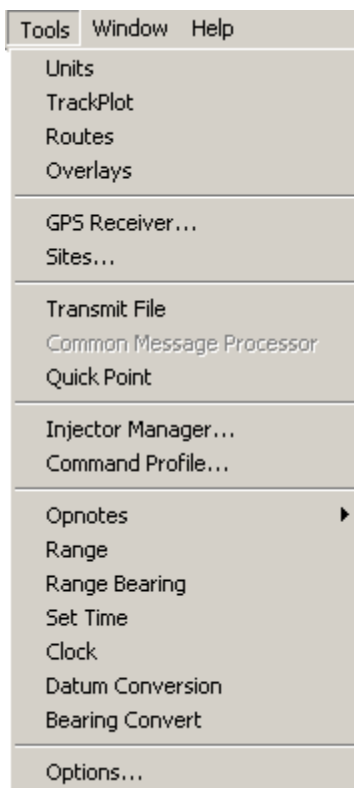 Tools Window Help
Units
TrackPlot
Routes
Overlays
GPS Receiver...
Sites...
Transmit File
Common Message Processor
Quick Point
Injector Manager...
Command Profile...
Opnotes
Range
Range Bearing
Set Time
Clock
Datum Conversion
Bearing Convert
Options...